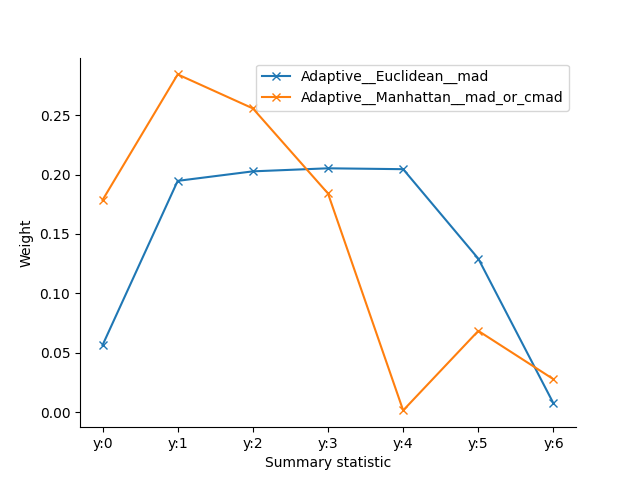 Adaptive__Euclidean__mad
Adaptive__Manhattan__mad_or_cmad
Weight
0.25
0.20
0.15
0.10
0.05
0.00
y:0 y:1 y:2 y:3 y:4 y:5 y:6
Summary statistic